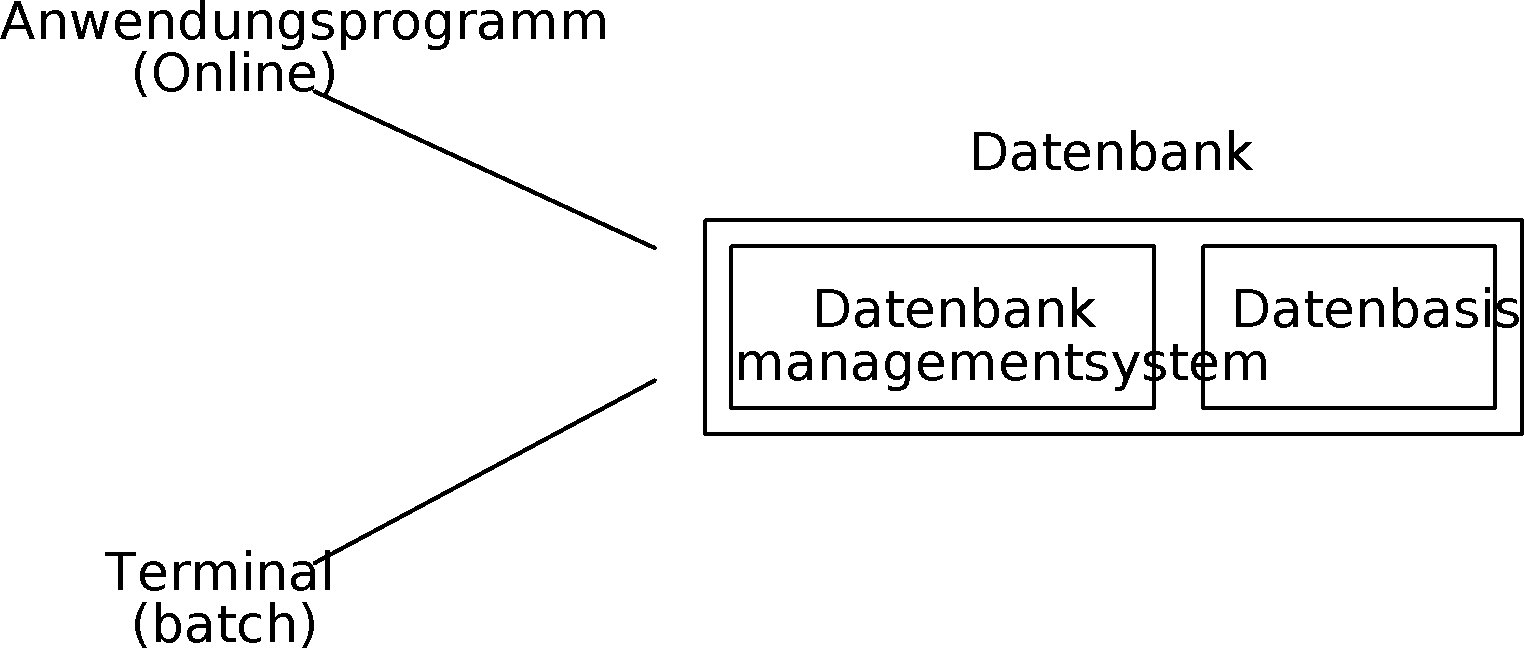 Anwendungsprogramm
(Online)
Datenbank
Datenbank
managementsystem
Datenbasis
Terminal
(batch)